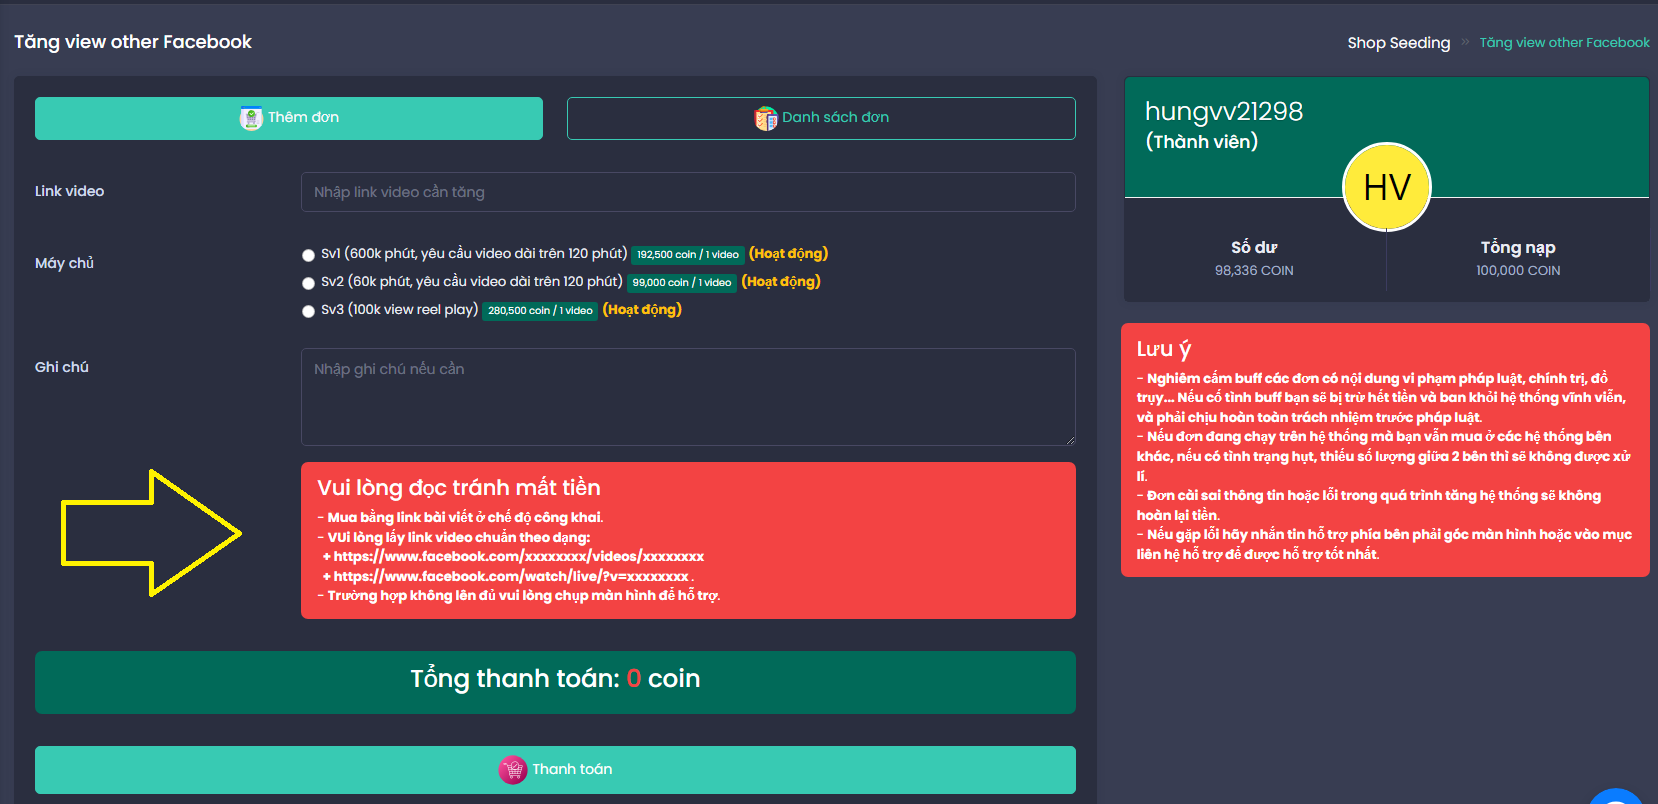 Tăng view other Facebook
Shop Seeding » Tăng view other Facebook
Thêm đơn
Danh sách đơn
Link video
Nhập link video cần tăng
Máy chủ
Sv1 (600k phút, yêu cầu video dài trên 120 phút) 192,500 coin / 1 video (Hoạt động)
Sv2 (60k phút, yêu cầu video dài trên 120 phút) 99,000 coin / 1 video (Hoạt động)
Sv3 (100k view reel play) 280,500 coin / 1 video (Hoạt động)
Ghi chú
Nhập ghi chú nếu cần
Vui lòng đọc tránh mất tiền
- Mua bằng link bài viết ở chế độ công khai.
- VUi lòng lấy link video chuẩn theo dạng:
+ https://www.facebook.com/xxxxxxxx/videos/xxxxxxxx
+ https://www.facebook.com/watch/live/?v=xxxxxxxx .
- Trường hợp không lên đủ vui lòng chụp màn hình để hỗ trợ.
Tổng thanh toán: 0 coin
Thanh toán
hungvv21298
(Thành viên)
HV
Số dư
98,336 COIN
Tổng nạp
100,000 COIN
Lưu ý
- Nghiêm cấm buff các đơn có nội dung vi phạm pháp luật, chính trị, đồ
trụy... Nếu cố tình buff bạn sẽ bị trừ hết tiền và ban khỏi hệ thống vĩnh viễn,
và phải chịu hoàn toàn trách nhiệm trước pháp luật.
- Nếu đơn đang chạy trên hệ thống mà bạn vẫn mua ở các hệ thống bên
khác, nếu có tình trạng hụt, thiếu số lượng giữa 2 bên thì sẽ không được xử
lí.
- Đơn cài sai thông tin hoặc lỗi trong quá trình tăng hệ thống sẽ không
hoàn lại tiền.
- Nếu gặp lỗi hãy nhắn tin hỗ trợ phía bên phải góc màn hình hoặc vào mục
liên hệ hỗ trợ để được hỗ trợ tốt nhất.